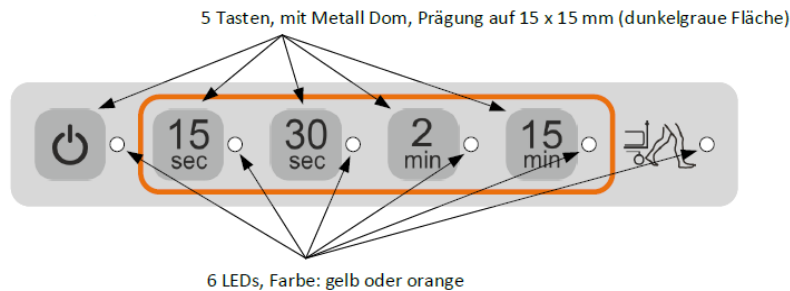 5 Tasten, mit Metall Dom, Prägung auf 15 x 15 mm (dunkelgraue Fläche)
15 30 2 15
sec sec min min
6 LEDs, Farbe: gelb oder orange